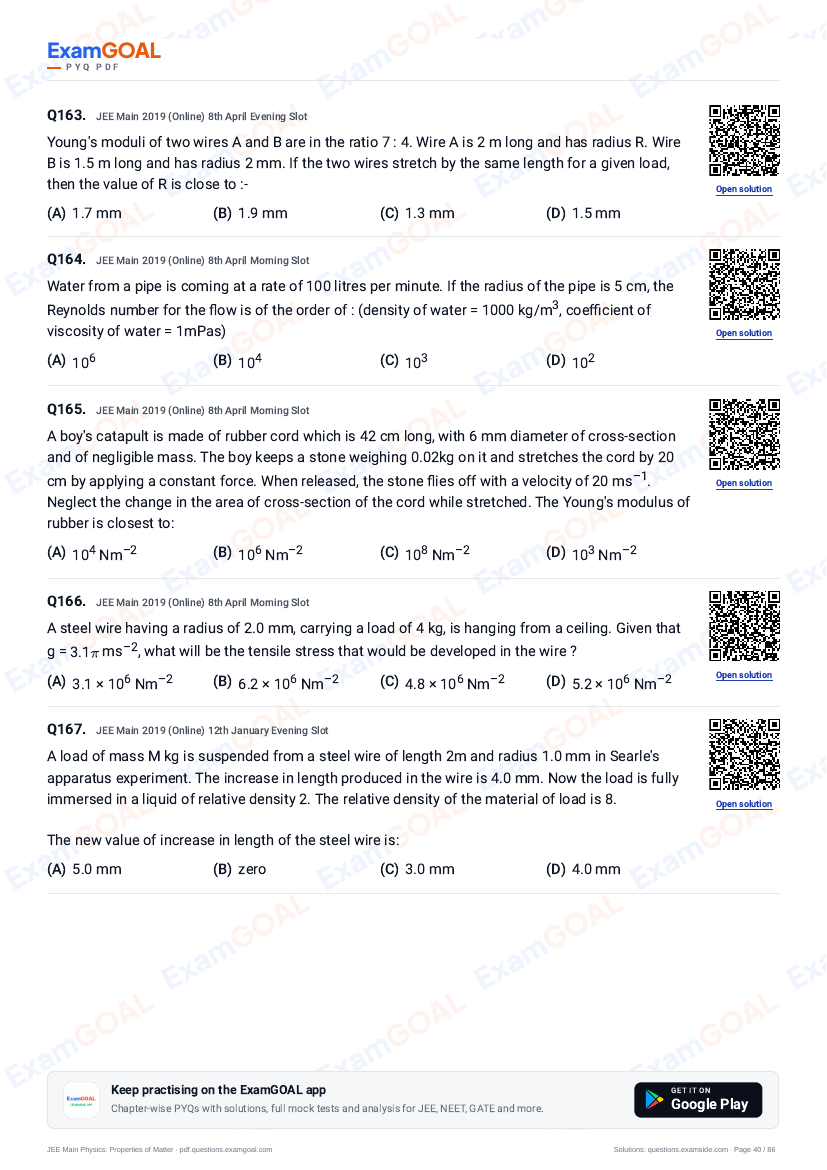 ExamGOAL
PYQ PDF
Q163. JEE Main 2019 (Online) 8th April Evening Slot
Young's moduli of two wires A and B are in the ratio 7 : 4. Wire A is 2 m long and has radius R. Wire
B is 1.5 m long and has radius 2 mm. If the two wires stretch by the same length for a given load,
then the value of R is close to :-
(A) 1.7 mm (B) 1.9 mm (C) 1.3 mm (D) 1.5 mm
Open solution
Q164. JEE Main 2019 (Online) 8th April Morning Slot
Water from a pipe is coming at a rate of 100 litres per minute. If the radius of the pipe is 5 cm, the
Reynolds number for the flow is of the order of : (density of water = 1000 kg/m³, coefficient of
viscosity of water = 1mPas)
(A) 10⁶ (B) 10⁴ (C) 10³ (D) 10²
Open solution
Q165. JEE Main 2019 (Online) 8th April Morning Slot
A boy's catapult is made of rubber cord which is 42 cm long, with 6 mm diameter of cross-section
and of negligible mass. The boy keeps a stone weighing 0.02kg on it and stretches the cord by 20
cm by applying a constant force. When released, the stone flies off with a velocity of 20 ms⁻¹.
Neglect the change in the area of cross-section of the cord while stretched. The Young's modulus of
rubber is closest to:
(A) 10⁴ Nm⁻² (B) 10⁶ Nm⁻² (C) 10⁸ Nm⁻² (D) 10³ Nm⁻²
Open solution
Q166. JEE Main 2019 (Online) 8th April Morning Slot
A steel wire having a radius of 2.0 mm, carrying a load of 4 kg, is hanging from a ceiling. Given that
g = 3.1π ms⁻², what will be the tensile stress that would be developed in the wire ?
(A) 3.1 × 10⁶ Nm⁻² (B) 6.2 × 10⁶ Nm⁻² (C) 4.8 × 10⁶ Nm⁻² (D) 5.2 × 10⁶ Nm⁻²
Open solution
Q167. JEE Main 2019 (Online) 12th January Evening Slot
A load of mass M kg is suspended from a steel wire of length 2m and radius 1.0 mm in Searle's
apparatus experiment. The increase in length produced in the wire is 4.0 mm. Now the load is fully
immersed in a liquid of relative density 2. The relative density of the material of load is 8.
The new value of increase in length of the steel wire is:
(A) 5.0 mm (B) zero (C) 3.0 mm (D) 4.0 mm
Open solution
ExamGOAL
Keep practising on the ExamGOAL app
Chapter-wise PYQs with solutions, full mock tests and analysis for JEE, NEET, GATE and more.
GET IT ON
Google Play
JEE Main Physics: Properties of Matter · pdf.questions.examgoal.com
Solutions: questions.examside.com · Page 40 / 86